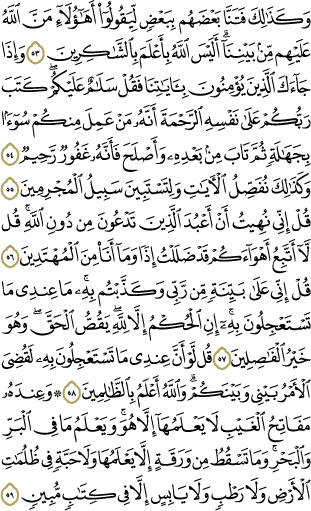 وَكَذَٰلِكَ فَتَنَّا بَعْضَهُم بِبَعْضٍ لِّيَقُولُوٓا۟ أَهَٰٓؤُلَآءِ مَنَّ ٱللَّهُ
عَلَيْهِم مِّنۢ بَيْنِنَآ ۗ أَلَيْسَ ٱللَّهُ بِأَعْلَمَ بِٱلشَّٰكِرِينَ ٥٣ وَإِذَا
جَآءَكَ ٱلَّذِينَ يُؤْمِنُونَ بِـَٔايَٰتِنَا فَقُلْ سَلَٰمٌ عَلَيْكُمْ ۖ كَتَبَ
رَبُّكُمْ عَلَىٰ نَفْسِهِ ٱلرَّحْمَةَ ۖ أَنَّهُۥ مَنْ عَمِلَ مِنكُمْ سُوٓءًۢا
بِجَهَٰلَةٍ ثُمَّ تَابَ مِنۢ بَعْدِهِۦ وَأَصْلَحَ فَأَنَّهُۥ غَفُورٌ رَّحِيمٌ ٥٤
وَكَذَٰلِكَ نُفَصِّلُ ٱلْـَٔايَٰتِ وَلِتَسْتَبِينَ سَبِيلُ ٱلْمُجْرِمِينَ ٥٥
قُلْ إِنِّى نُهِيتُ أَنْ أَعْبُدَ ٱلَّذِينَ تَدْعُونَ مِن دُونِ ٱللَّهِ ۚ قُل
لَّآ أَتَّبِعُ أَهْوَآءَكُمْ ۙ قَدْ ضَلَلْتُ إِذًا وَمَآ أَنَا۠ مِنَ ٱلْمُهْتَدِينَ ٥٦
قُلْ إِنِّى عَلَىٰ بَيِّنَةٍ مِّن رَّبِّى وَكَذَّبْتُم بِهِۦ ۚ مَا عِندِى مَا
تَسْتَعْجِلُونَ بِهِۦٓ ۚ إِنِ ٱلْحُكْمُ إِلَّا لِلَّهِ ۖ يَقُصُّ ٱلْحَقَّ ۖ وَهُوَ
خَيْرُ ٱلْفَٰصِلِينَ ٥٧ قُل لَّوْ أَنَّ عِندِى مَا تَسْتَعْجِلُونَ بِهِۦ لَقُضِىَ
ٱلْأَمْرُ بَيْنِى وَبَيْنَكُمْ ۗ وَٱللَّهُ أَعْلَمُ بِٱلظَّٰلِمِينَ ٥٨ ۞ وَعِندَهُۥ
مَفَاتِحُ ٱلْغَيْبِ لَا يَعْلَمُهَآ إِلَّا هُوَ ۚ وَيَعْلَمُ مَا فِى ٱلْبَرِّ
وَٱلْبَحْرِ ۚ وَمَا تَسْقُطُ مِن وَرَقَةٍ إِلَّا يَعْلَمُهَا وَلَا حَبَّةٍ فِى ظُلُمَٰتِ
ٱلْأَرْضِ وَلَا رَطْبٍ وَلَا يَابِسٍ إِلَّا فِى كِتَٰبٍ مُّبِينٍ ٥٩